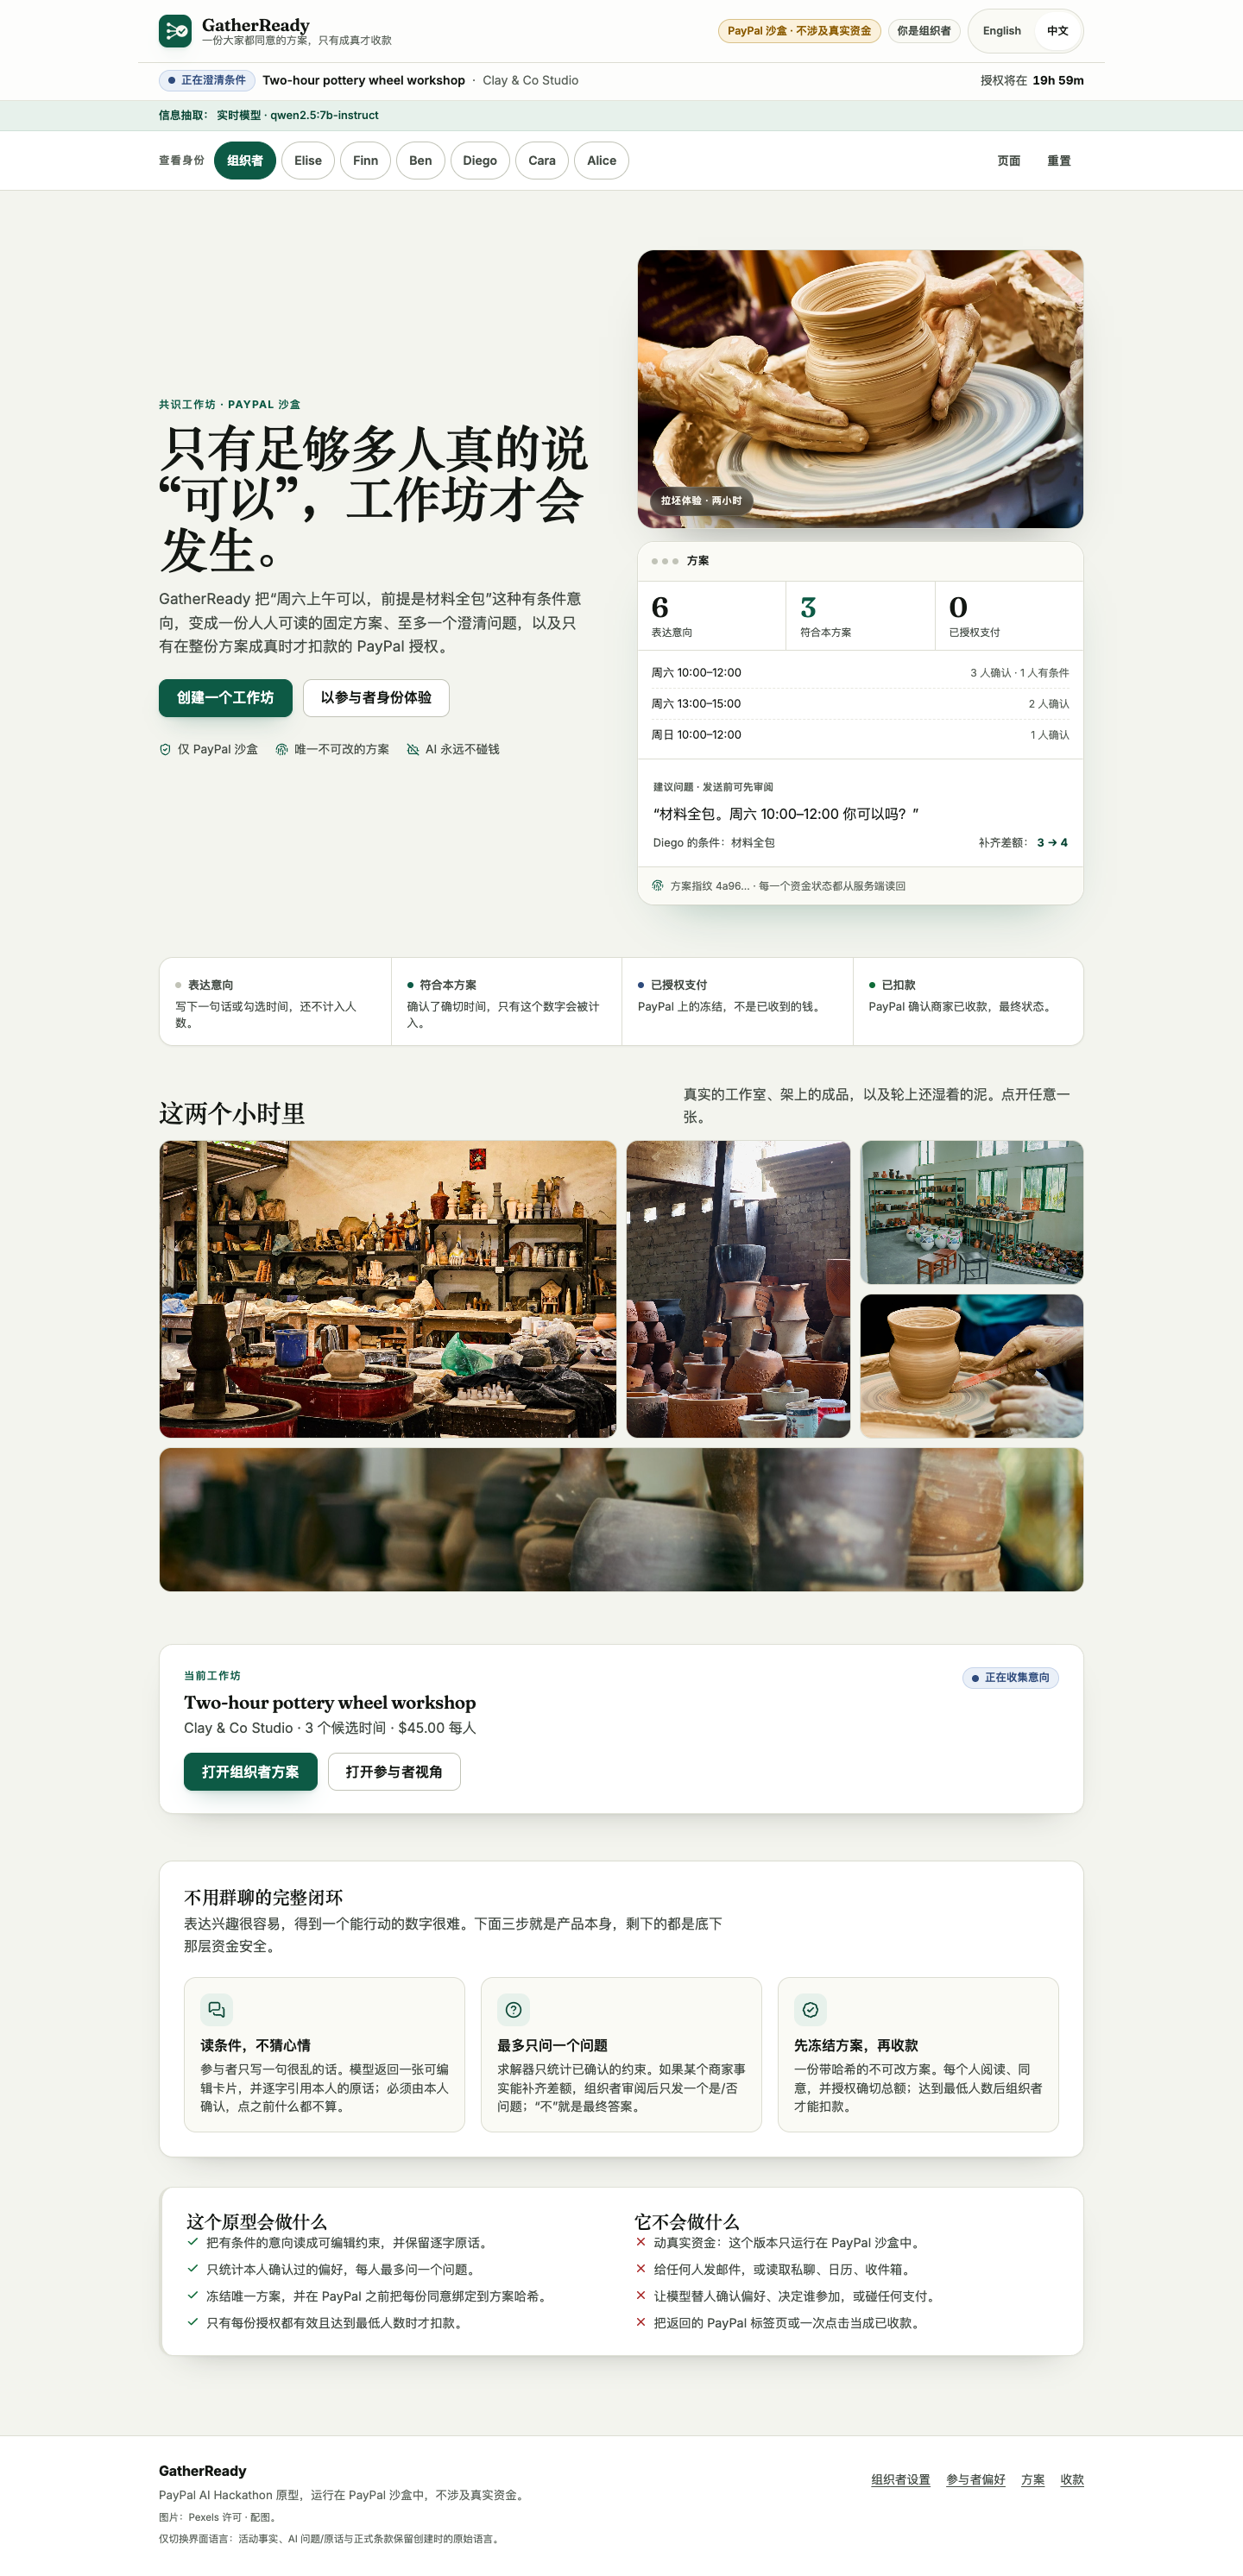 GatherReady
一份大家都同意的方案，只有成真才收款
PayPal 沙盒 · 不涉及真实资金
你是组织者
English
中文
正在澄清条件
Two-hour pottery wheel workshop · Clay & Co Studio
授权将在 19h 59m
信息抽取： 实时模型 · qwen2.5:7b-instruct
查看身份
组织者
Elise
Finn
Ben
Diego
Cara
Alice
页面
重置
共识工作坊 · PAYPAL 沙盒
只有足够多人真的说
“可以”，工作坊才会
发生。
GatherReady 把“周六上午可以，前提是材料全包”这种有条件意
向，变成一份人人可读的固定方案、至多一个澄清问题，以及只
有在整份方案成真时才扣款的 PayPal 授权。
创建一个工作坊
以参与者身份体验
仅 PayPal 沙盒
唯一不可改的方案
AI 永远不碰钱
拉坯体验 · 两小时
方案
6
表达意向
3
符合本方案
0
已授权支付
周六 10:00–12:00
3 人确认 · 1 人有条件
周六 13:00–15:00
2 人确认
周日 10:00–12:00
1 人确认
建议问题 · 发送前可先审阅
“材料全包。周六 10:00–12:00 你可以吗？”
Diego 的条件：材料全包
补齐差额： 3 → 4
方案指纹 4a96… · 每一个资金状态都从服务端读回
表达意向
写下一句话或勾选时间，还不计入人
数。
符合本方案
确认了确切时间，只有这个数字会被计
入。
已授权支付
PayPal 上的冻结，不是已收到的钱。
已扣款
PayPal 确认商家已收款，最终状态。
这两个小时里
真实的工作室、架上的成品，以及轮上还湿着的泥。点开任意一
张。
当前工作坊
正在收集意向
Two-hour pottery wheel workshop
Clay & Co Studio · 3 个候选时间 · $45.00 每人
打开组织者方案
打开参与者视角
不用群聊的完整闭环
表达兴趣很容易，得到一个能行动的数字很难。下面三步就是产品本身，剩下的都是底下
那层资金安全。
读条件，不猜心情
参与者只写一句很乱的话。模型返回一张可编
辑卡片，并逐字引用本人的原话；必须由本人
确认，点之前什么都不算。
最多只问一个问题
求解器只统计已确认的约束。如果某个商家事
实能补齐差额，组织者审阅后只发一个是/否
问题；“不”就是最终答案。
先冻结方案，再收款
一份带哈希的不可改方案。每个人阅读、同
意，并授权确切总额；达到最低人数后组织者
才能扣款。
这个原型会做什么
把有条件的意向读成可编辑约束，并保留逐字原话。
只统计本人确认过的偏好，每人最多问一个问题。
冻结唯一方案，并在 PayPal 之前把每份同意绑定到方案哈希。
只有每份授权都有效且达到最低人数时才扣款。
它不会做什么
动真实资金：这个版本只运行在 PayPal 沙盒中。
给任何人发邮件，或读取私聊、日历、收件箱。
让模型替人确认偏好、决定谁参加，或碰任何支付。
把返回的 PayPal 标签页或一次点击当成已收款。
GatherReady
PayPal AI Hackathon 原型，运行在 PayPal 沙盒中，不涉及真实资金。
图片：Pexels 许可 · 配图。
仅切换界面语言：活动事实、AI 问题/原话与正式条款保留创建时的原始语言。
组织者设置
参与者偏好
方案
收款